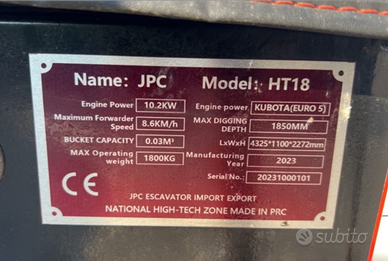 Name: JPC Model: HT18
Engine Power 10.2KW Engine power KUBOTA(EURO 5)
Maximum Forwarder Speed 8.6KM/h MAX DIGGING DEPTH 1850MM
BUCKET CAPACITY 0.03M³ LxWxH 4325*1100*2272mm
MAX Operating weight 1800KG Manufacturing Year 2023
Serial No.: 20231000101
CE
JPC ESCAVATOR IMPORT EXPORT
NATIONAL HIGH-TECH ZONE MADE IN PRC
subito